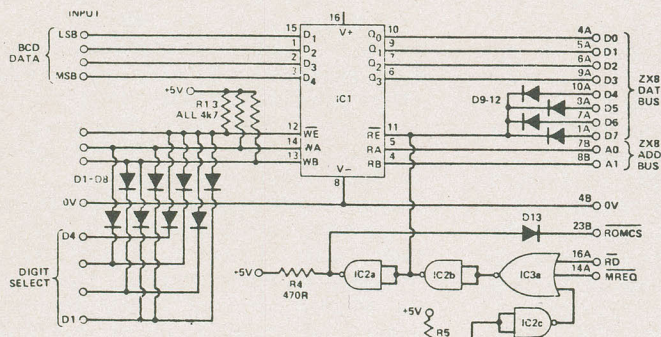 INPUT
LSB
BCD DATA
MSB
15 D1
1 D2
2 D3
3 D4
16
V+
IC1
10 Q0
9 Q1
7 Q2
6 Q3
4A D0
5A D1
6A D2
9A D3
10A D4
3A D5
7A D6
1A D7
D9-12
ZX8
DAT
BUS
+5V
R1 3
ALL 4k7
12 WE
14 WA
13 WB
11 RE
5 RA
4 RB
7B A0
8B A1
ZX8
ADD
BUS
V–
8
D1-D8
0V
4B
0V
D4
DIGIT SELECT
D1
D13
23B ROMCS
+5V
R4
470R
IC2a
IC2b
IC3a
16A RD
14A MREQ
+5V
R5
IC2c